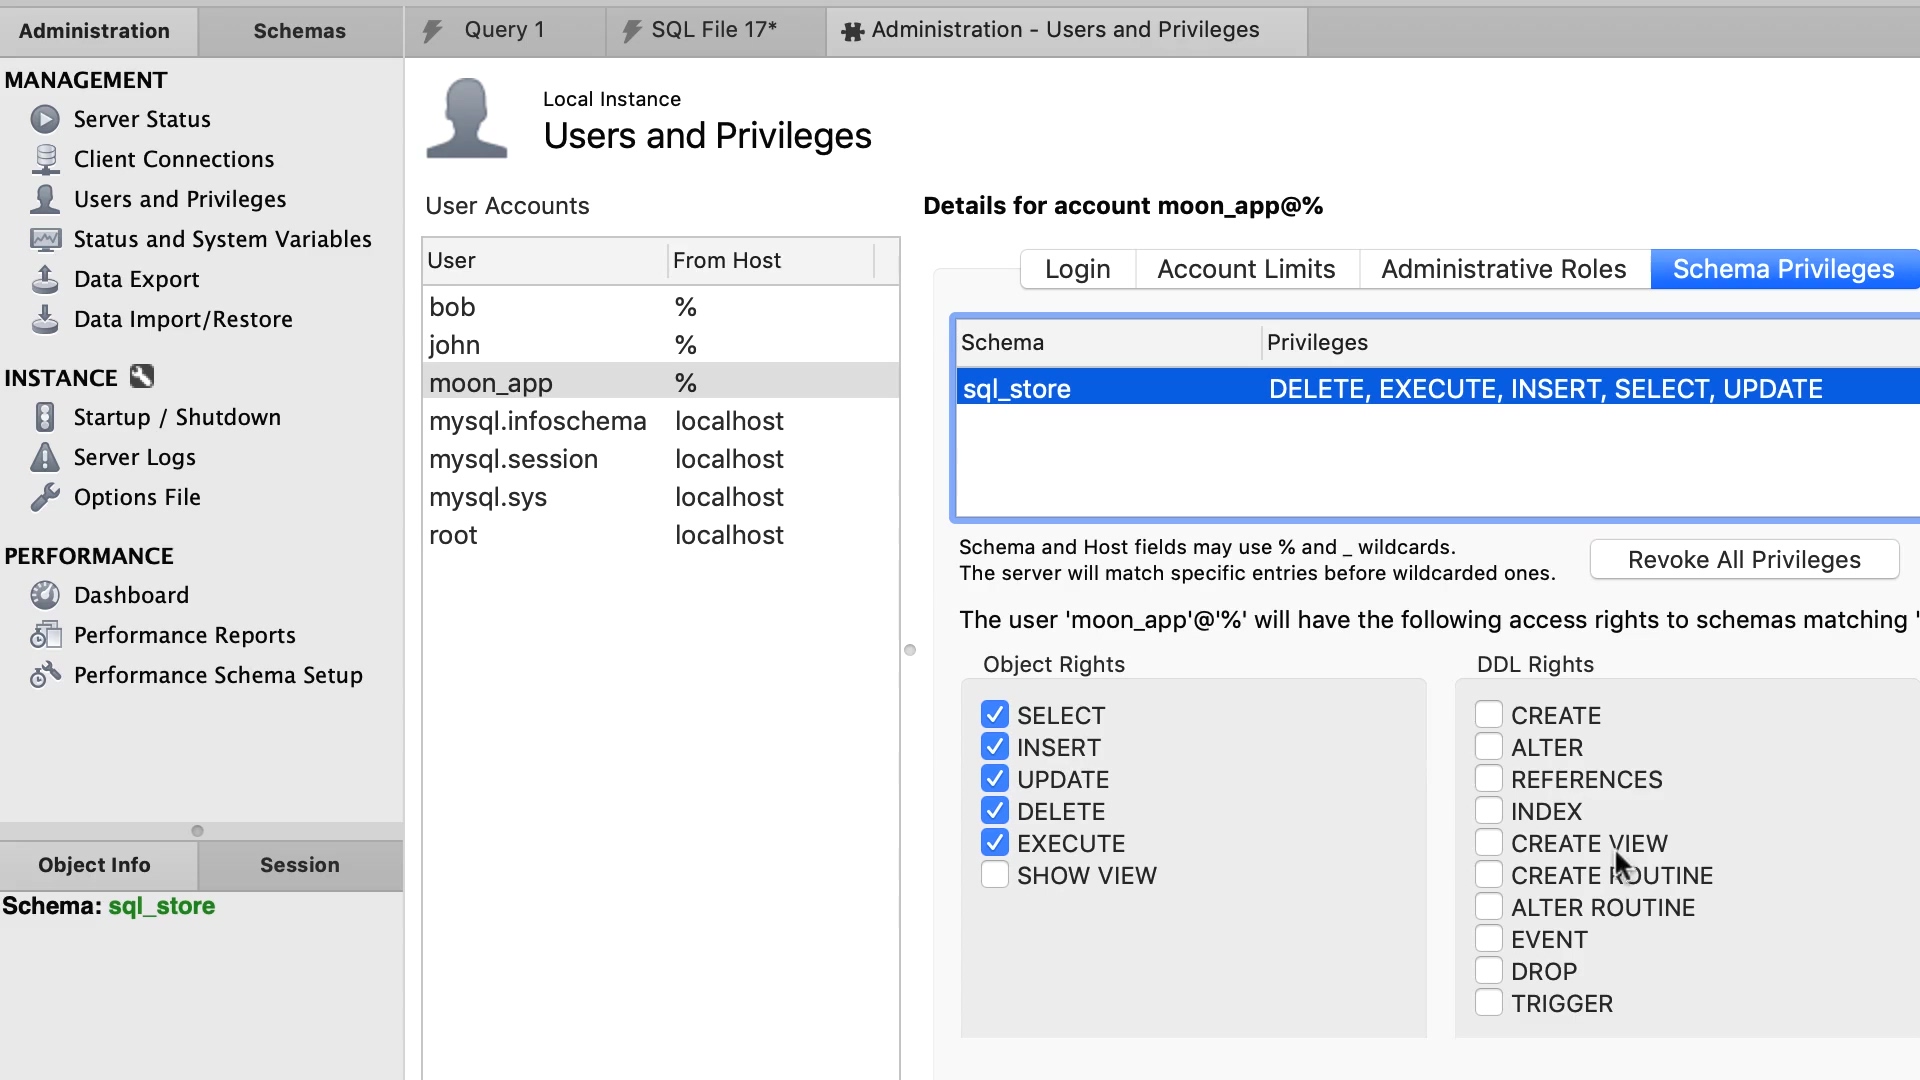 Administration
Schemas
Query 1
SQL File 17*
Administration - Users and Privileges
MANAGEMENT
Server Status
Client Connections
Users and Privileges
Status and System Variables
Data Export
Data Import/Restore
INSTANCE
Startup / Shutdown
Server Logs
Options File
PERFORMANCE
Dashboard
Performance Reports
Performance Schema Setup
Object Info
Session
Schema: sql_store
Local Instance
Users and Privileges
User Accounts
User From Host
bob %
john %
moon_app %
mysql.infoschema localhost
mysql.session localhost
mysql.sys localhost
root localhost
Details for account moon_app@%
Login
Account Limits
Administrative Roles
Schema Privileges
Schema Privileges
sql_store DELETE, EXECUTE, INSERT, SELECT, UPDATE
Schema and Host fields may use % and _ wildcards.
The server will match specific entries before wildcarded ones.
Revoke All Privileges
The user 'moon_app'@'%' will have the following access rights to schemas matching '
Object Rights
SELECT
INSERT
UPDATE
DELETE
EXECUTE
SHOW VIEW
DDL Rights
CREATE
ALTER
REFERENCES
INDEX
CREATE VIEW
CREATE ROUTINE
ALTER ROUTINE
EVENT
DROP
TRIGGER